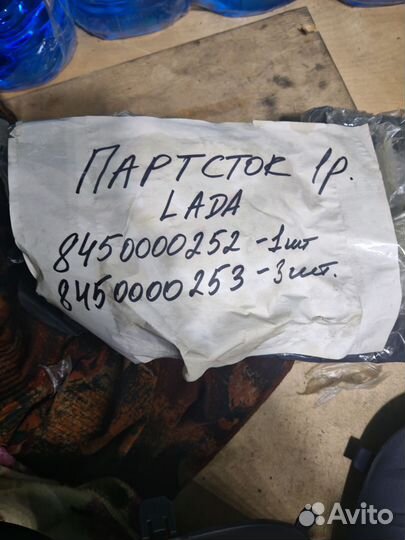 ПАРТСТОК 1р.
LADA
8450000252 - 1шт
8450000253 - 3шт.
Avito